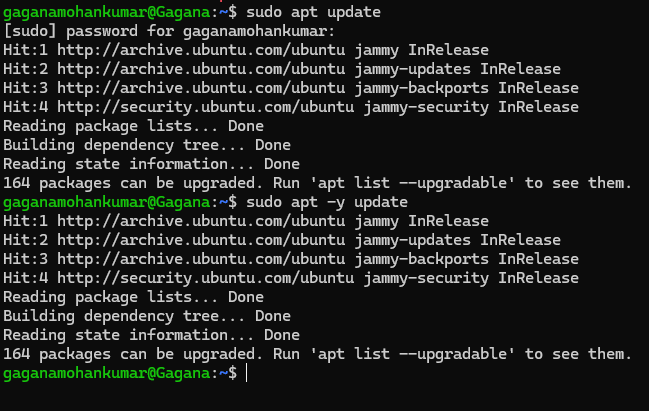 gaganamohankumar@Gagana:~$ sudo apt update
[sudo] password for gaganamohankumar:
Hit:1 http://archive.ubuntu.com/ubuntu jammy InRelease
Hit:2 http://archive.ubuntu.com/ubuntu jammy-updates InRelease
Hit:3 http://archive.ubuntu.com/ubuntu jammy-backports InRelease
Hit:4 http://security.ubuntu.com/ubuntu jammy-security InRelease
Reading package lists... Done
Building dependency tree... Done
Reading state information... Done
164 packages can be upgraded. Run 'apt list --upgradable' to see them.
gaganamohankumar@Gagana:~$ sudo apt -y update
Hit:1 http://archive.ubuntu.com/ubuntu jammy InRelease
Hit:2 http://archive.ubuntu.com/ubuntu jammy-updates InRelease
Hit:3 http://archive.ubuntu.com/ubuntu jammy-backports InRelease
Hit:4 http://security.ubuntu.com/ubuntu jammy-security InRelease
Reading package lists... Done
Building dependency tree... Done
Reading state information... Done
164 packages can be upgraded. Run 'apt list --upgradable' to see them.
gaganamohankumar@Gagana:~$